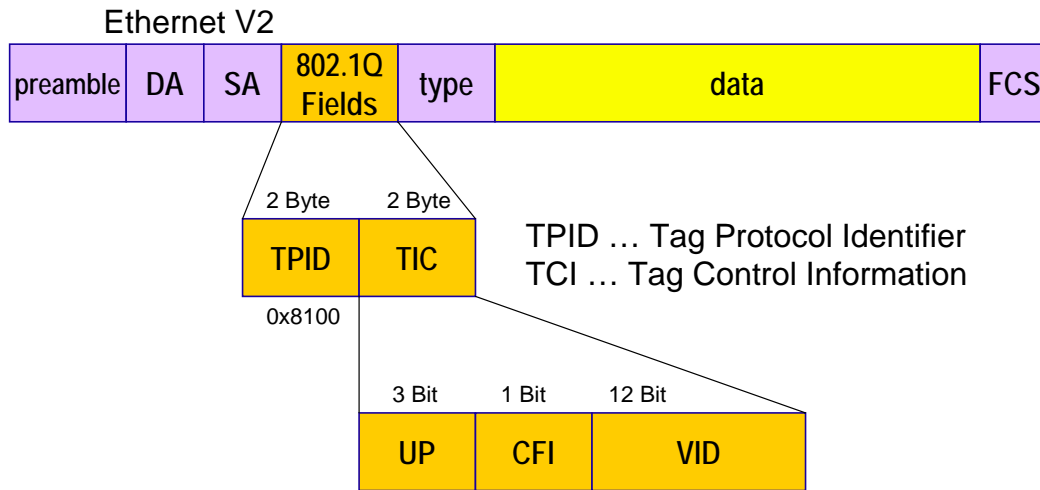 Ethernet V2
preamble DA SA 802.1Q Fields type data FCS
2 Byte 2 Byte
TPID TIC
0x8100
TPID … Tag Protocol Identifier
TCI … Tag Control Information
3 Bit 1 Bit 12 Bit
UP CFI VID